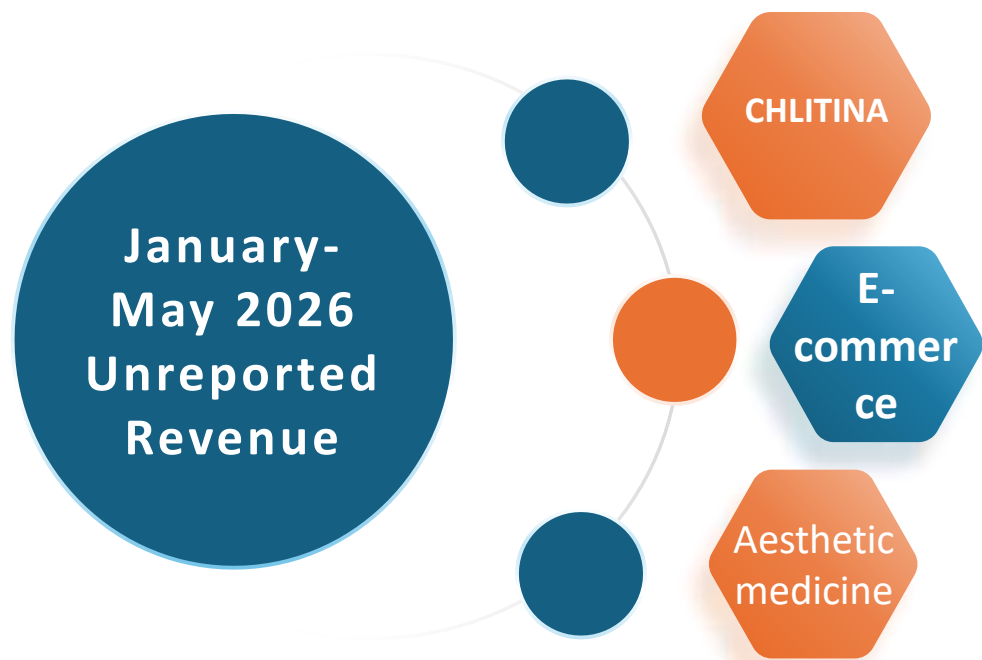 January-
May 2026
Unreported
Revenue
CHLITINA
E-
commer
ce
Aesthetic
medicine